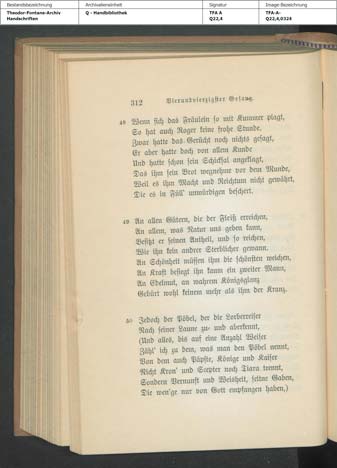 Bestandsbezeichnung Archivalieneinheit Signatur Image-Bezeichnung
Theodor-Fontane-Archiv Q - Handbibliothek TFA A TFA-A-
Handschriften Q22,4 Q22,4,0324
312 Vierundvierzigster Gesang.
48 Wenn sich das Fräulein so mit Kummer plagt,
So hat auch Roger keine frohe Stunde.
Zwar hatte das Gerücht noch nichts gesagt,
Er aber hatte doch von allem Kunde
Und hatte schon sein Schicksal angeklagt,
Das ihm sein Brot wegnehme vor dem Munde,
Weil es ihm Macht und Reichtum nicht gewährt,
Die es in Füll' unwürdigen beschert.
49 An allen Gütern, die der Fleiß erreichen,
An allem, was Natur uns geben kann,
Besitzt er seinen Antheil, und so reichen,
Wie ihn kein andrer Sterblicher gewann.
An Schönheit müssen ihm die schönsten weichen,
An Kraft besiegt ihn kaum ein zweiter Mann,
An Edelmut, an wahrem Königsglanz
Gebürt wohl keinem mehr als ihm der Kranz.
50 Jedoch der Pöbel, der die Lorberreiser
Nach seiner Laune zu- und aberkennt,
(Und alles, bis auf eine Anzahl Weiser
Zähl' ich zu dem, was man den Pöbel nennt,
Von dem auch Päpste, Könige und Kaiser
Nicht Kron' und Scepter noch Tiara trennt,
Sondern Vernunft und Weisheit, seltne Gaben,
Die wen'ge nur von Gott empfangen haben,)